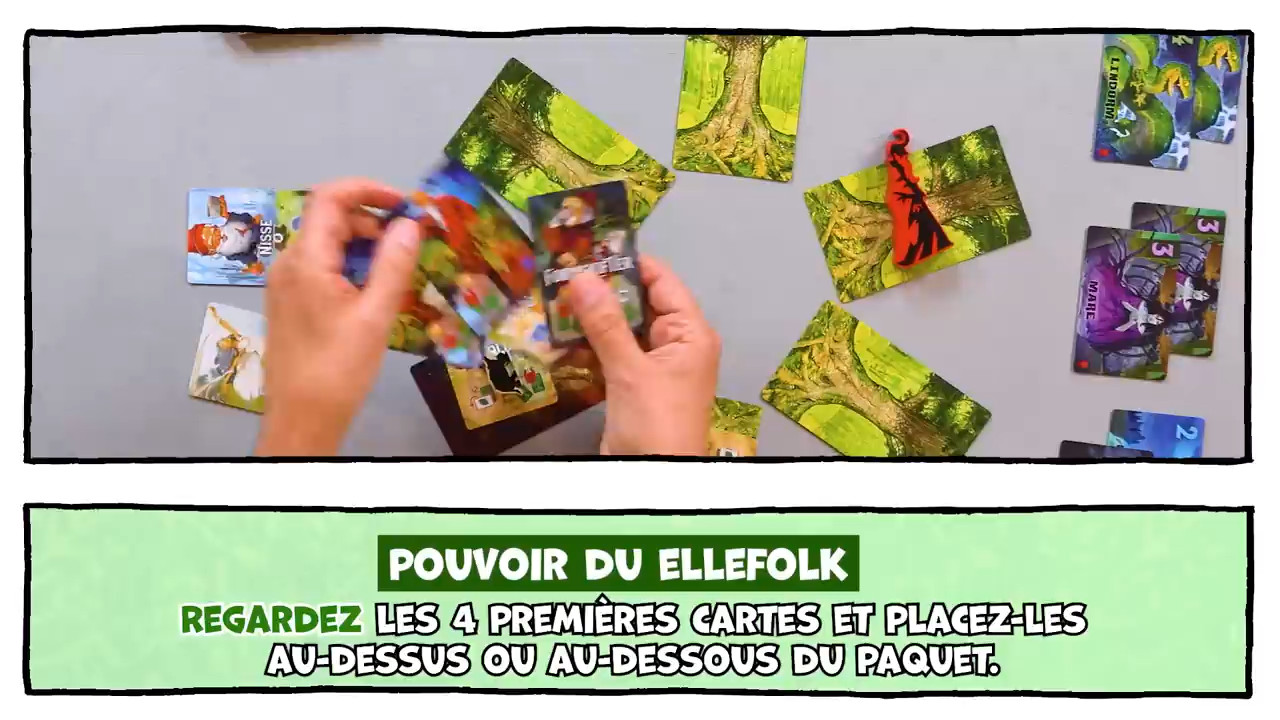 LINDORM
NISSE
3
3
MARE
2
POUVOIR DU ELLEFOLK
REGARDEZ LES 4 PREMIÈRES CARTES ET PLACEZ-LES
AU-DESSUS OU AU-DESSOUS DU PAQUET.